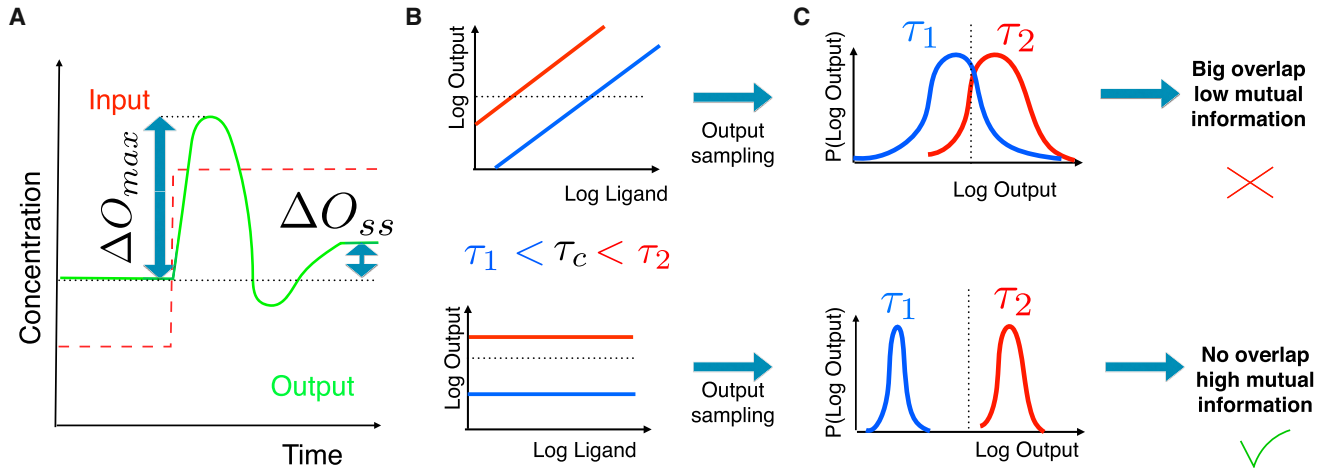 A
Concentration
Input
ΔO_max
ΔO_ss
Output
Time
B
Log Output
Log Ligand
Output
sampling
τ₁ < τ_c < τ₂
Log Output
Log Ligand
Output
sampling
C
P(Log Output)
τ₁
τ₂
Log Output
Big overlap
low mutual
information
P(Log Output)
τ₁
τ₂
Log Output
No overlap
high mutual
information